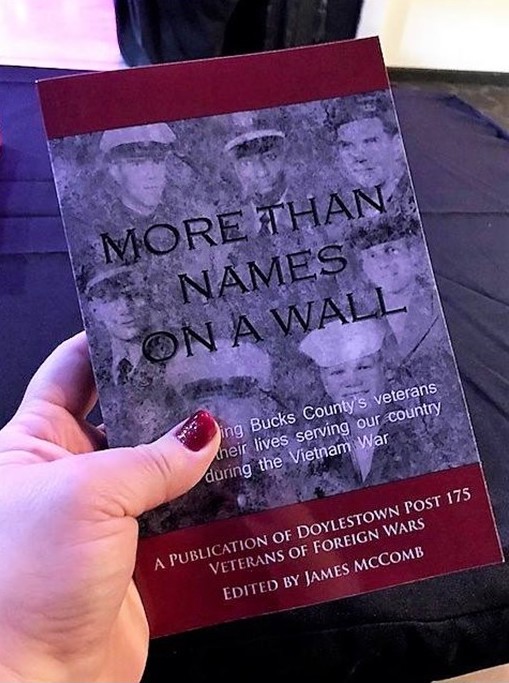 MORE THAN
NAMES
ON A WALL
ing Bucks County's veterans
their lives serving our country
during the Vietnam War
A PUBLICATION OF DOYLESTOWN POST 175
VETERANS OF FOREIGN WARS
EDITED BY JAMES MCCOMB